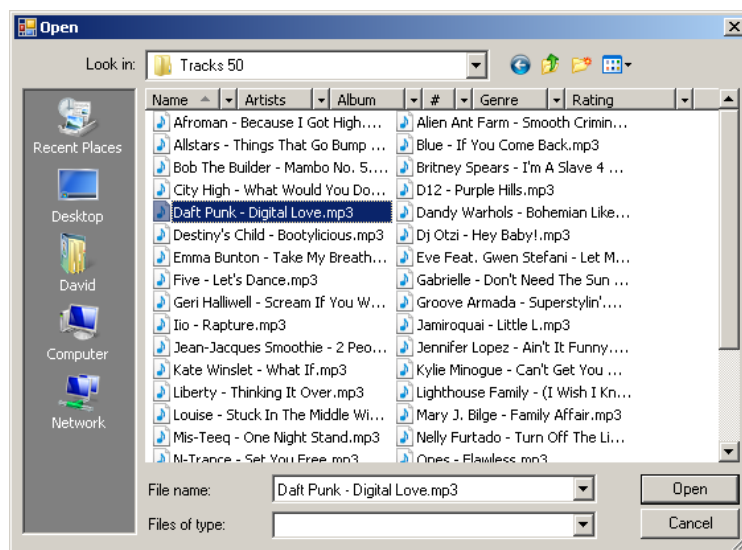 Open
Look in: Tracks 50
Name Artists Album # Genre Rating
Afroman - Because I Got High.... Alien Ant Farm - Smooth Crimin...
Allstars - Things That Go Bump ... Blue - If You Come Back.mp3
Recent Places
Bob The Builder - Mambo No. 5.... Britney Spears - I'm A Slave 4 ...
City High - What Would You Do... D12 - Purple Hills.mp3
Desktop
Daft Punk - Digital Love.mp3 Dandy Warhols - Bohemian Like...
Destiny's Child - Bootylicious.mp3 Dj Otzi - Hey Baby!.mp3
Emma Bunton - Take My Breath... Eve Feat. Gwen Stefani - Let M...
David
Five - Let's Dance.mp3 Gabrielle - Don't Need The Sun ...
Geri Halliwell - Scream If You W... Groove Armada - Superstylin'....
Iio - Rapture.mp3 Jamiroquai - Little L.mp3
Computer
Jean-Jacques Smoothie - 2 Peo... Jennifer Lopez - Ain't It Funny....
Kate Winslet - What If.mp3 Kylie Minogue - Can't Get You ...
Liberty - Thinking It Over.mp3 Lighthouse Family - (I Wish I Kn...
Network
Louise - Stuck In The Middle Wi... Mary J. Bilge - Family Affair.mp3
Mis-Teeq - One Night Stand.mp3 Nelly Furtado - Turn Off The Li...
N-Trance - Set You Free.mp3 Ones - Flawless.mp3
File name: Daft Punk - Digital Love.mp3 Open
Files of type: Cancel